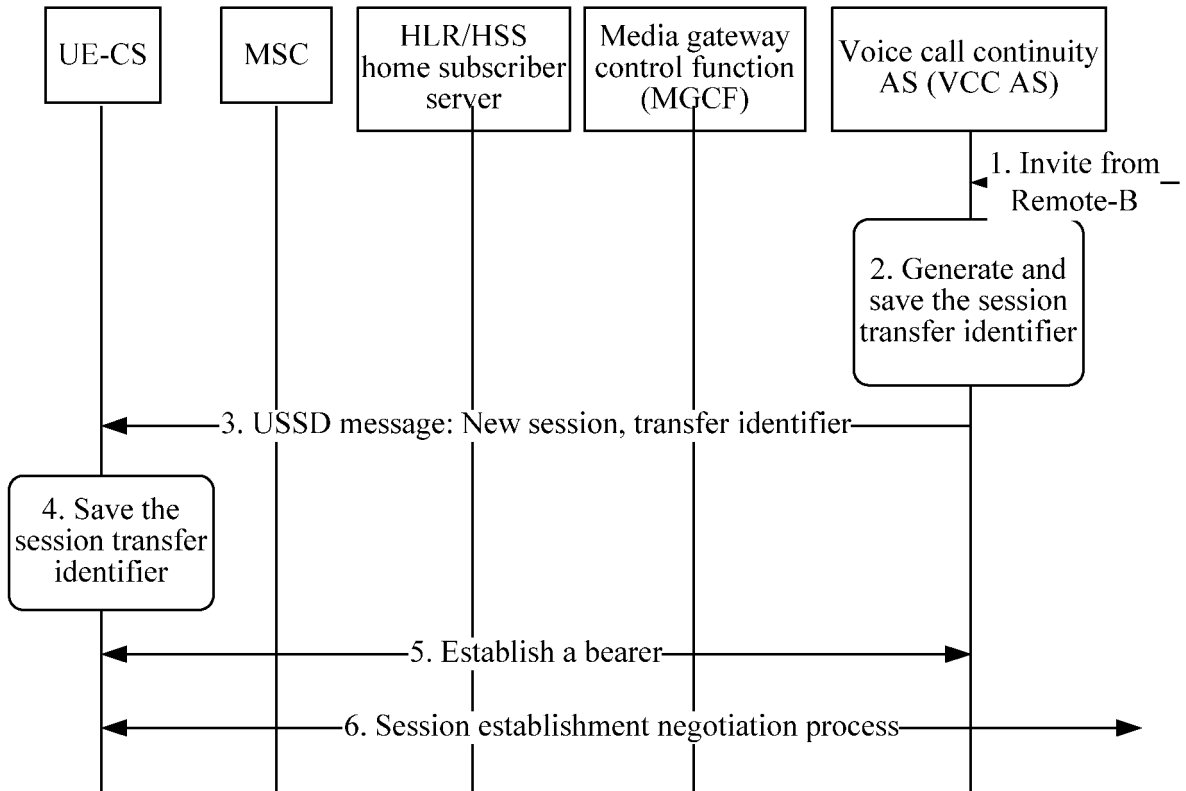 UE-CS
MSC
HLR/HSS
home subscriber
server
Media gateway
control function
(MGCF)
Voice call continuity
AS (VCC AS)
1. Invite from
Remote-B
2. Generate and
save the session
transfer identifier
3. USSD message: New session, transfer identifier
4. Save the
session transfer
identifier
5. Establish a bearer
6. Session establishment negotiation process